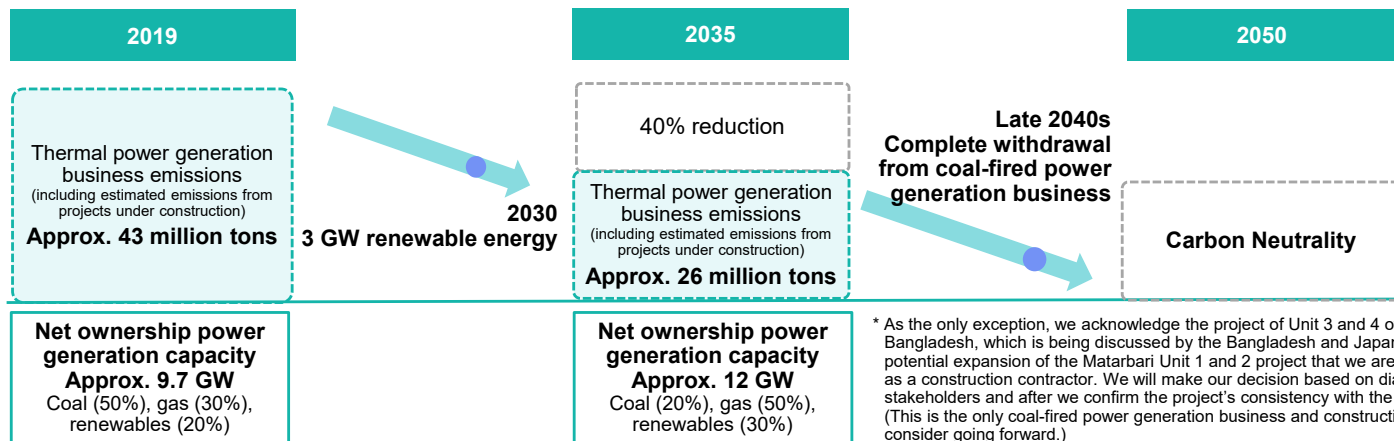 2019
2035
2050
Thermal power generation
business emissions
(including estimated emissions from
projects under construction)
Approx. 43 million tons
2030
3 GW renewable energy
40% reduction
Thermal power generation
business emissions
(including estimated emissions from
projects under construction)
Approx. 26 million tons
Late 2040s
Complete withdrawal
from coal-fired power
generation business
Carbon Neutrality
Net ownership power
generation capacity
Approx. 9.7 GW
Coal (50%), gas (30%),
renewables (20%)
Net ownership power
generation capacity
Approx. 12 GW
Coal (20%), gas (50%),
renewables (30%)
* As the only exception, we acknowledge the project of Unit 3 and 4 o
Bangladesh, which is being discussed by the Bangladesh and Japan
potential expansion of the Matarbari Unit 1 and 2 project that we are
as a construction contractor. We will make our decision based on dia
stakeholders and after we confirm the project's consistency with the
(This is the only coal-fired power generation business and constructi
consider going forward.)